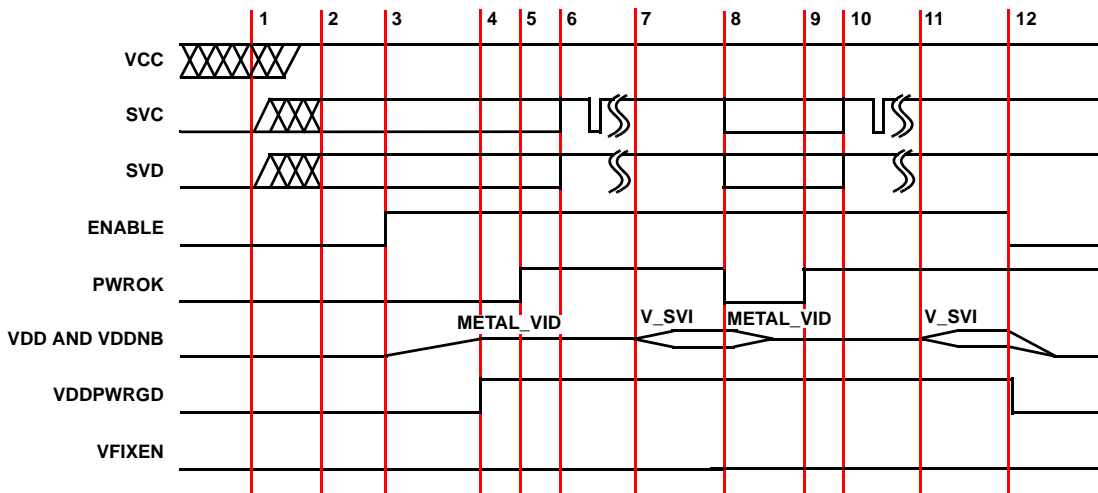 1 2 3 4 5 6 7 8 9 10 11 12
VCC
SVC
SVD
ENABLE
PWROK
METAL_VID V_SVI METAL_VID V_SVI
VDD AND VDDNB
VDDPWRGD
VFIXEN